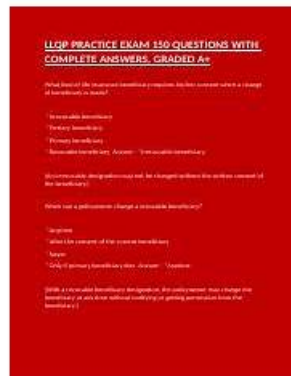 LLQP PRACTICE EXAM 150 QUESTIONS WITH
COMPLETE ANSWERS. GRADED A+
What kind of life insurance beneficiary requires his/her consent when a change
of beneficiary is made?
Irrevocable beneficiary
Primary beneficiary
Primary beneficiary
Revocable beneficiary Answer- Irrevocable beneficiary
(An irrevocable designation may not be changed without the written consent of
the beneficiary)
When can a policyowner change a revocable beneficiary?
Anytime
After the consent of the current beneficiary
Never
Only if primary beneficiary dies Answer- Anytime
(With a revocable beneficiary designation, the policyowner may change the
beneficiary at any time without notifying or getting permission from the
beneficiary.)